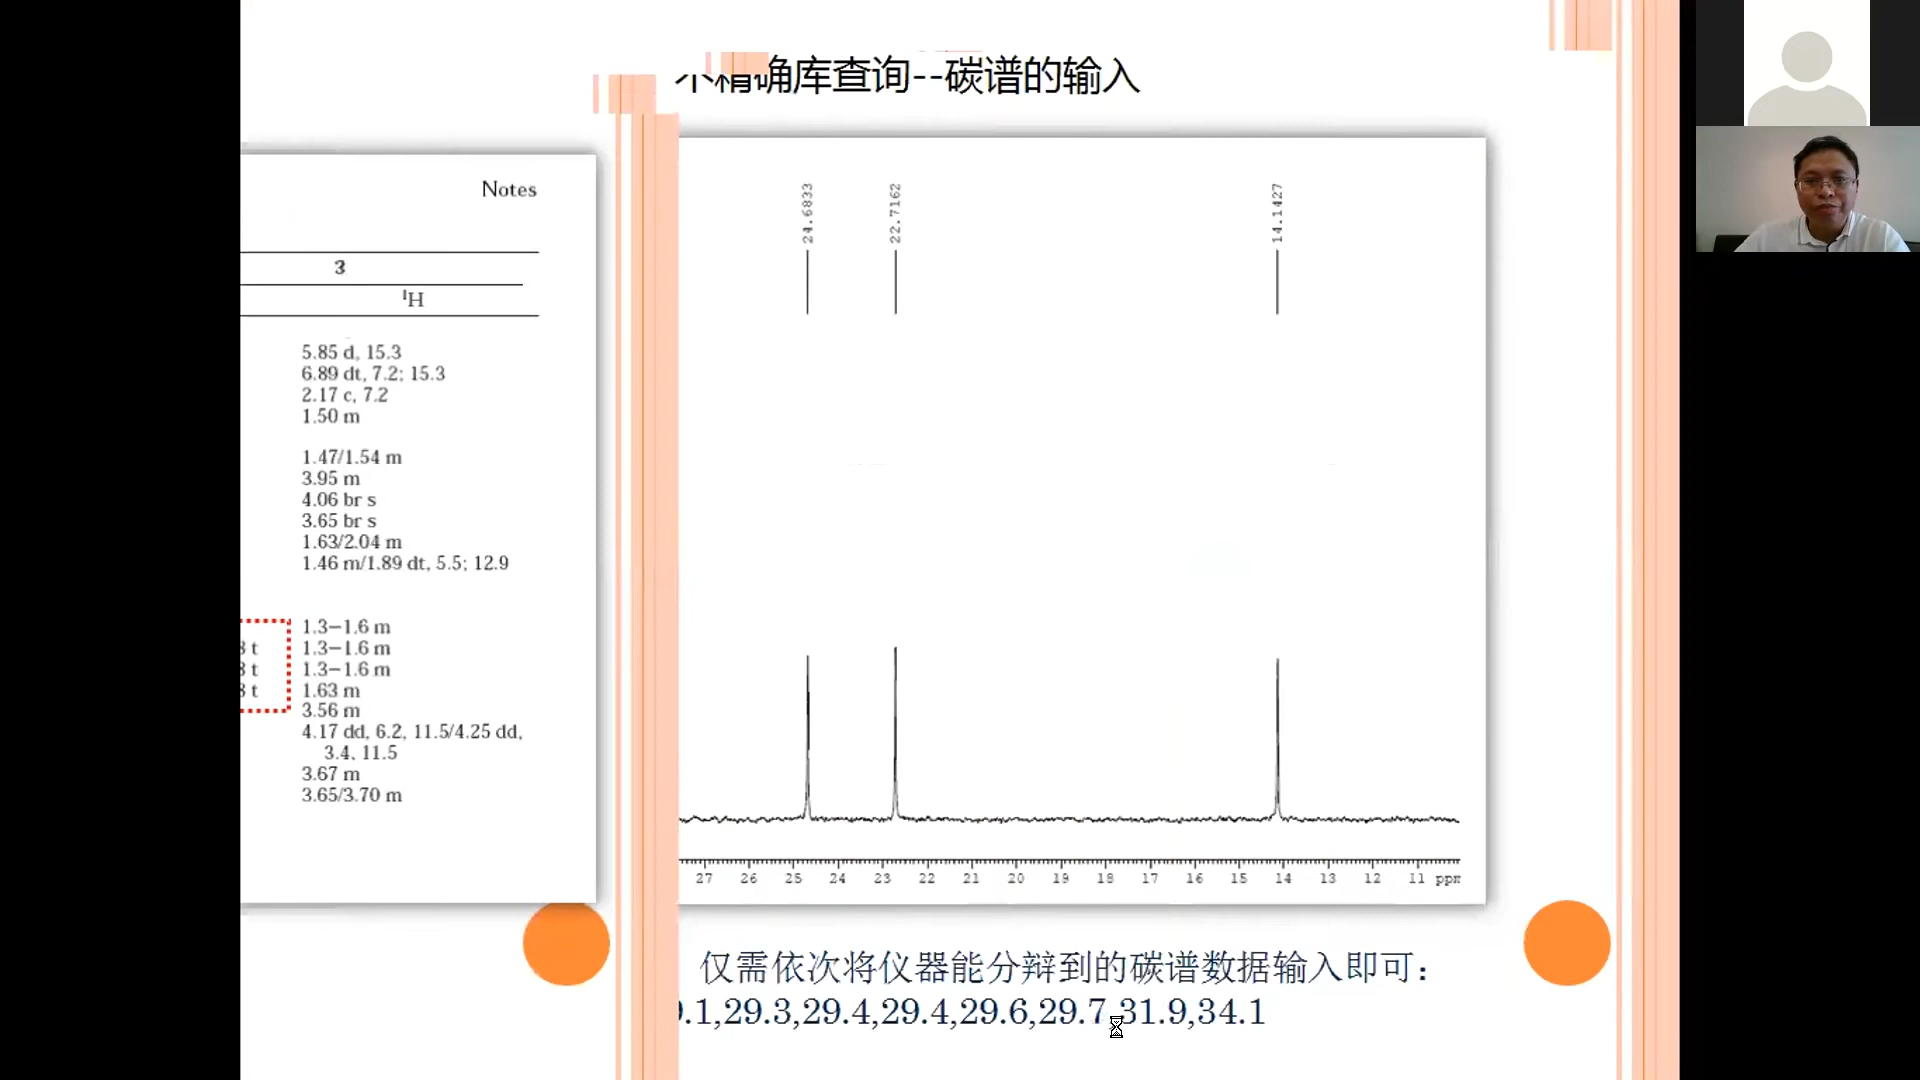 不精确库查询--碳谱的输入
Notes
3
¹H
5.85 d, 15.3
6.89 dt, 7.2; 15.3
2.17 c, 7.2
1.50 m
1.47/1.54 m
3.95 m
4.06 br s
3.65 br s
1.63/2.04 m
1.46 m/1.89 dt, 5.5; 12.9
1.3−1.6 m
3 t 1.3−1.6 m
3 t 1.3−1.6 m
3 t 1.63 m
3.56 m
4.17 dd, 6.2, 11.5/4.25 dd,
3.4, 11.5
3.67 m
3.65/3.70 m
24.6833
22.7162
14.1427
27 26 25 24 23 22 21 20 19 18 17 16 15 14 13 12 11 ppm
仅需依次将仪器能分辩到的碳谱数据输入即可：
9.1,29.3,29.4,29.4,29.6,29.7,31.9,34.1